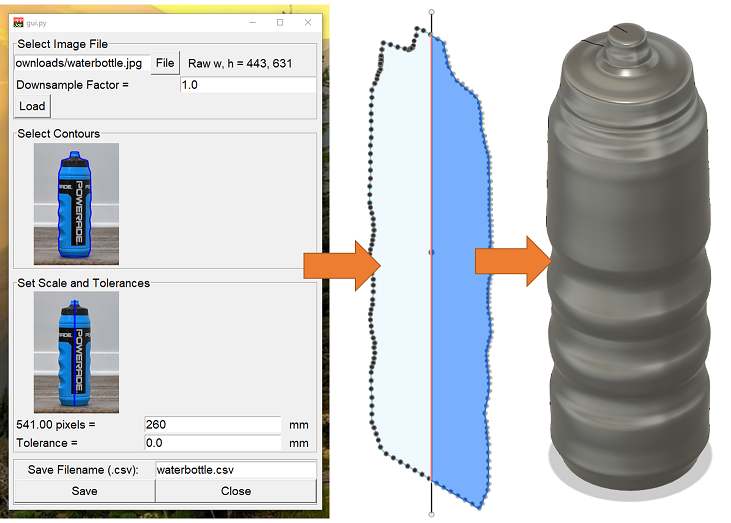 gui.py
Select Image File
ownloads/waterbottle.jpg File Raw w, h = 443, 631
Downsample Factor = 1.0
Load
Select Contours
POWERADE
Set Scale and Tolerances
POWERADE
541.00 pixels = 260 mm
Tolerance = 0.0 mm
Save Filename (.csv): waterbottle.csv
Save Close